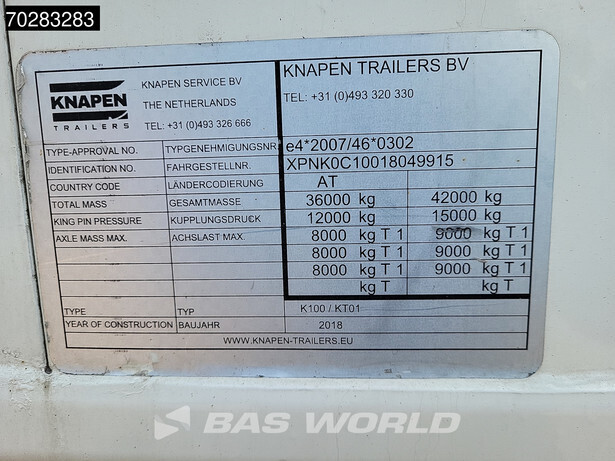 70283283
KNAPEN
TRAILERS
KNAPEN SERVICE BV
THE NETHERLANDS
TEL: +31 (0)493 326 666
KNAPEN TRAILERS BV
TEL: +31 (0)493 320 330
TYPE-APPROVAL NO. TYPGENEHMIGUNGSNR. e4*2007/46*0302
IDENTIFICATION NO. FAHRGESTELLNR. XPNK0C10018049915
COUNTRY CODE LÄNDERCODIERUNG AT
TOTAL MASS GESAMTMASSE 36000 kg 42000 kg
KING PIN PRESSURE KUPPLUNGSDRUCK 12000 kg 15000 kg
AXLE MASS MAX. ACHSLAST MAX. 8000 kg T 1 9000 kg T 1
8000 kg T 1 9000 kg T 1
8000 kg T 1 9000 kg T 1
kg T kg T
TYPE TYP K100 / KT01
YEAR OF CONSTRUCTION BAUJAHR 2018
WWW.KNAPEN-TRAILERS.EU
BAS WORLD